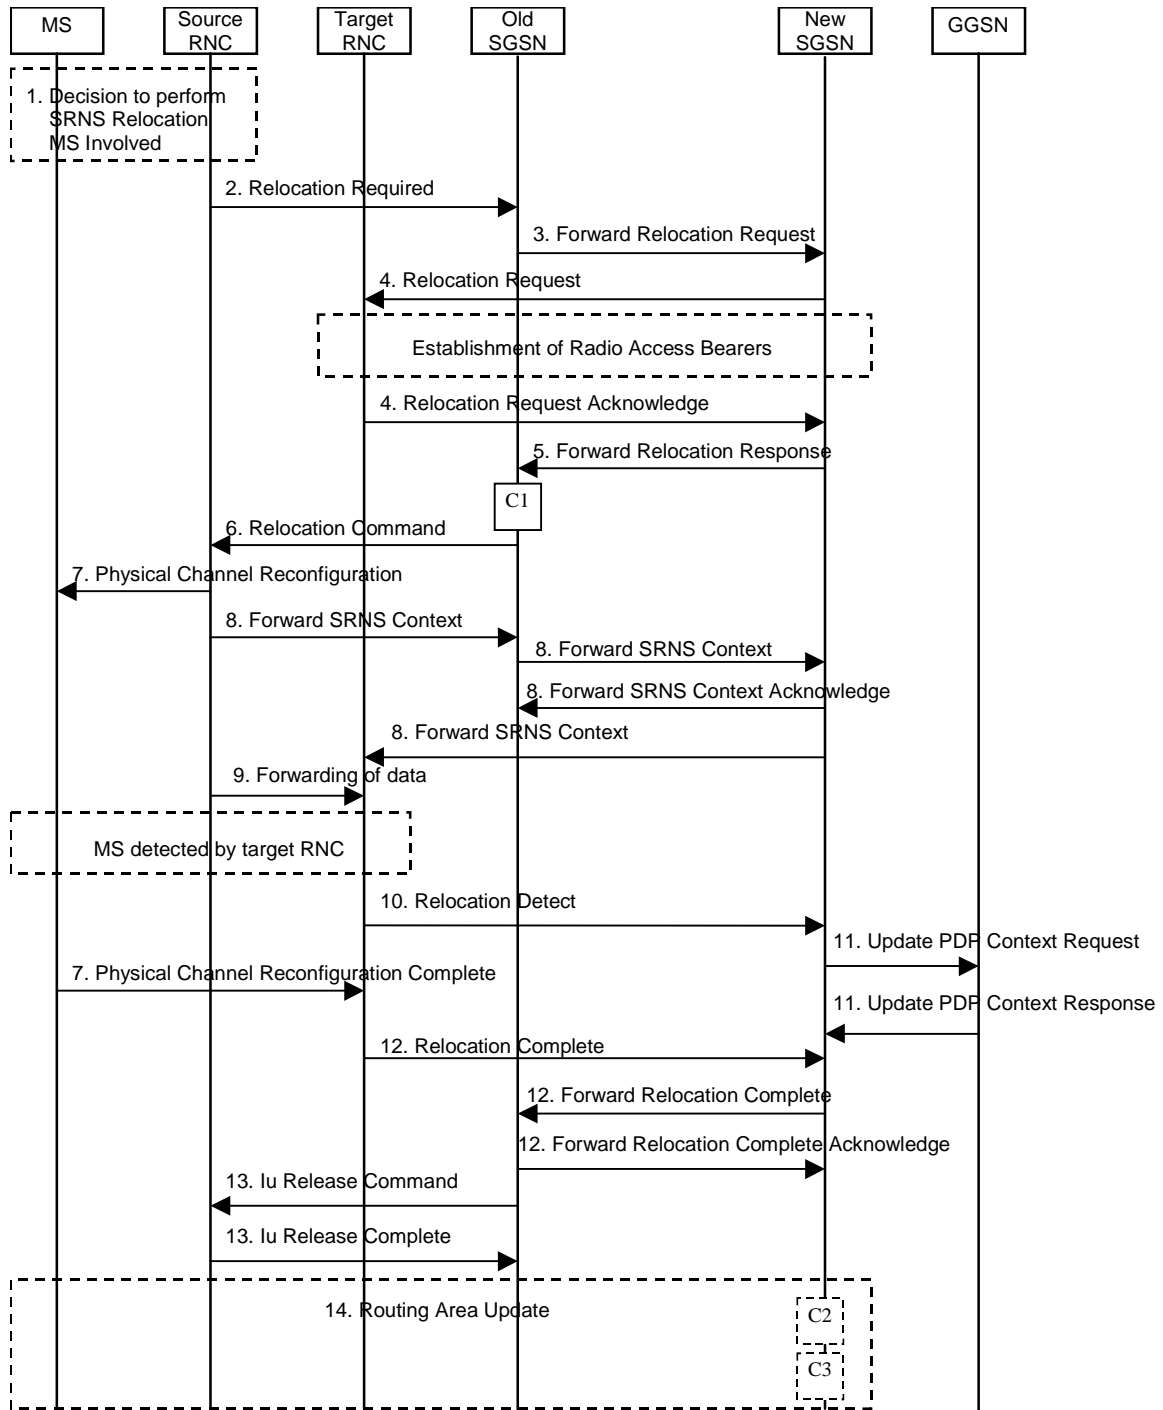 MS
Source
RNC
Target
RNC
Old
SGSN
New
SGSN
GGSN
1. Decision to perform
SRNS Relocation
MS Involved
2. Relocation Required
3. Forward Relocation Request
4. Relocation Request
Establishment of Radio Access Bearers
4. Relocation Request Acknowledge
5. Forward Relocation Response
C1
6. Relocation Command
7. Physical Channel Reconfiguration
8. Forward SRNS Context
8. Forward SRNS Context
8. Forward SRNS Context Acknowledge
8. Forward SRNS Context
9. Forwarding of data
MS detected by target RNC
10. Relocation Detect
11. Update PDP Context Request
7. Physical Channel Reconfiguration Complete
11. Update PDP Context Response
12. Relocation Complete
12. Forward Relocation Complete
12. Forward Relocation Complete Acknowledge
13. Iu Release Command
13. Iu Release Complete
14. Routing Area Update
C2
C3